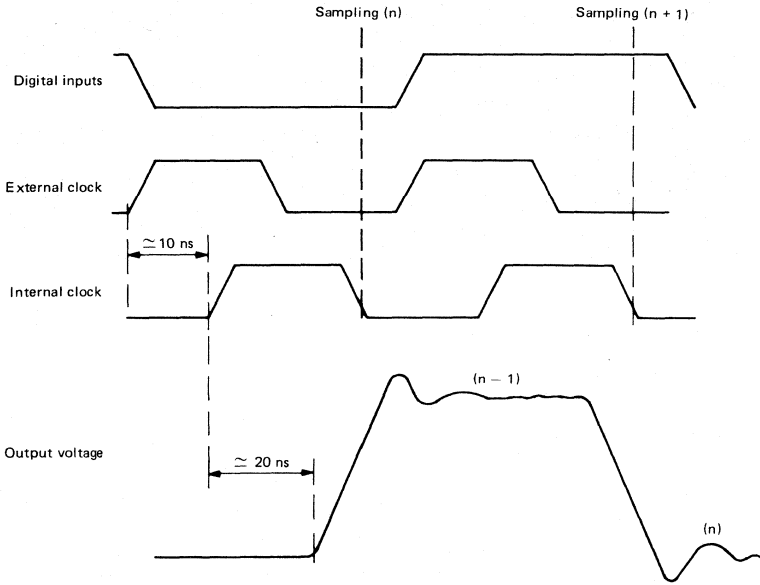 Sampling (n)
Sampling (n + 1)
Digital inputs
External clock
≃10 ns
Internal clock
(n − 1)
Output voltage
≃ 20 ns
(n)